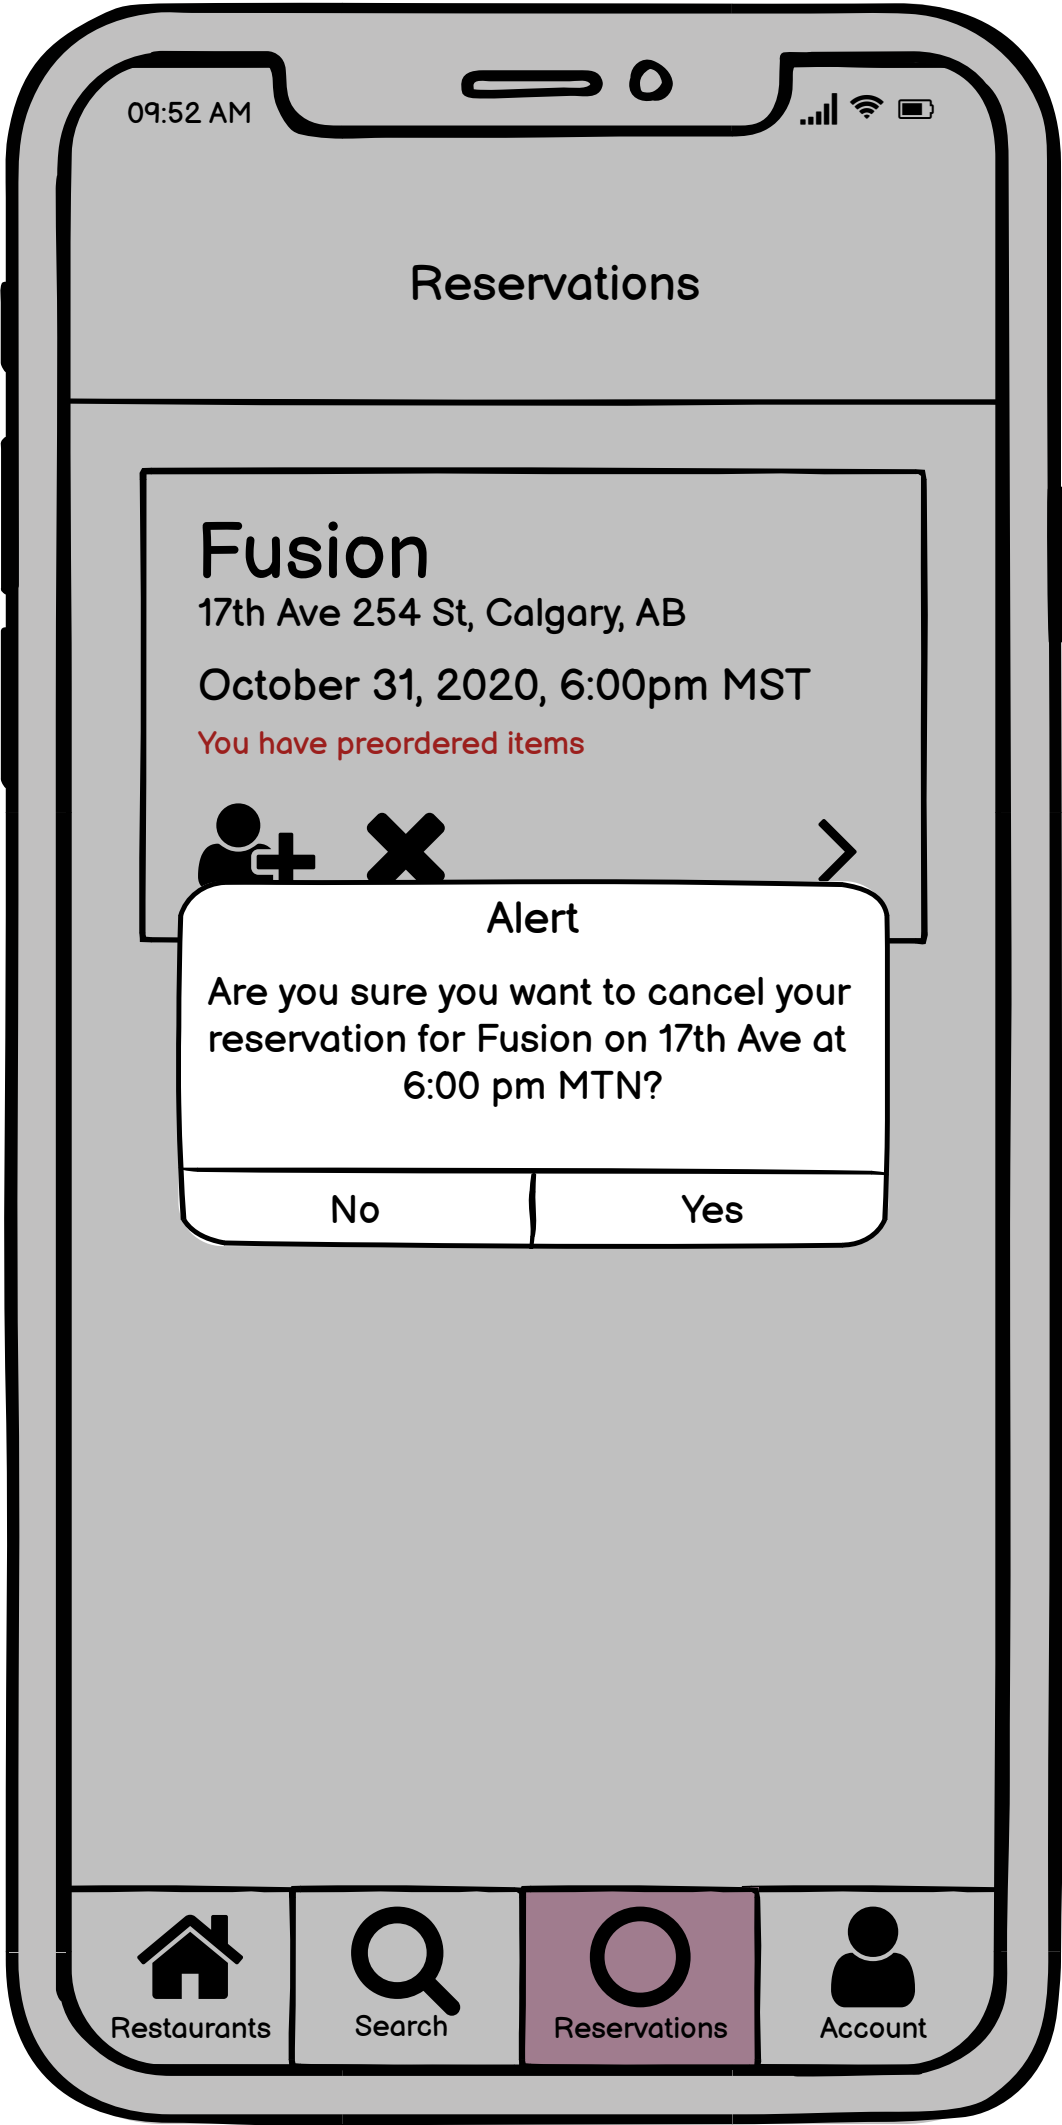 09:52 AM
Reservations
Fusion
17th Ave 254 St, Calgary, AB
October 31, 2020, 6:00pm MST
You have preordered items
Alert
Are you sure you want to cancel your
reservation for Fusion on 17th Ave at
6:00 pm MTN?
No
Yes
Restaurants
Search
Reservations
Account